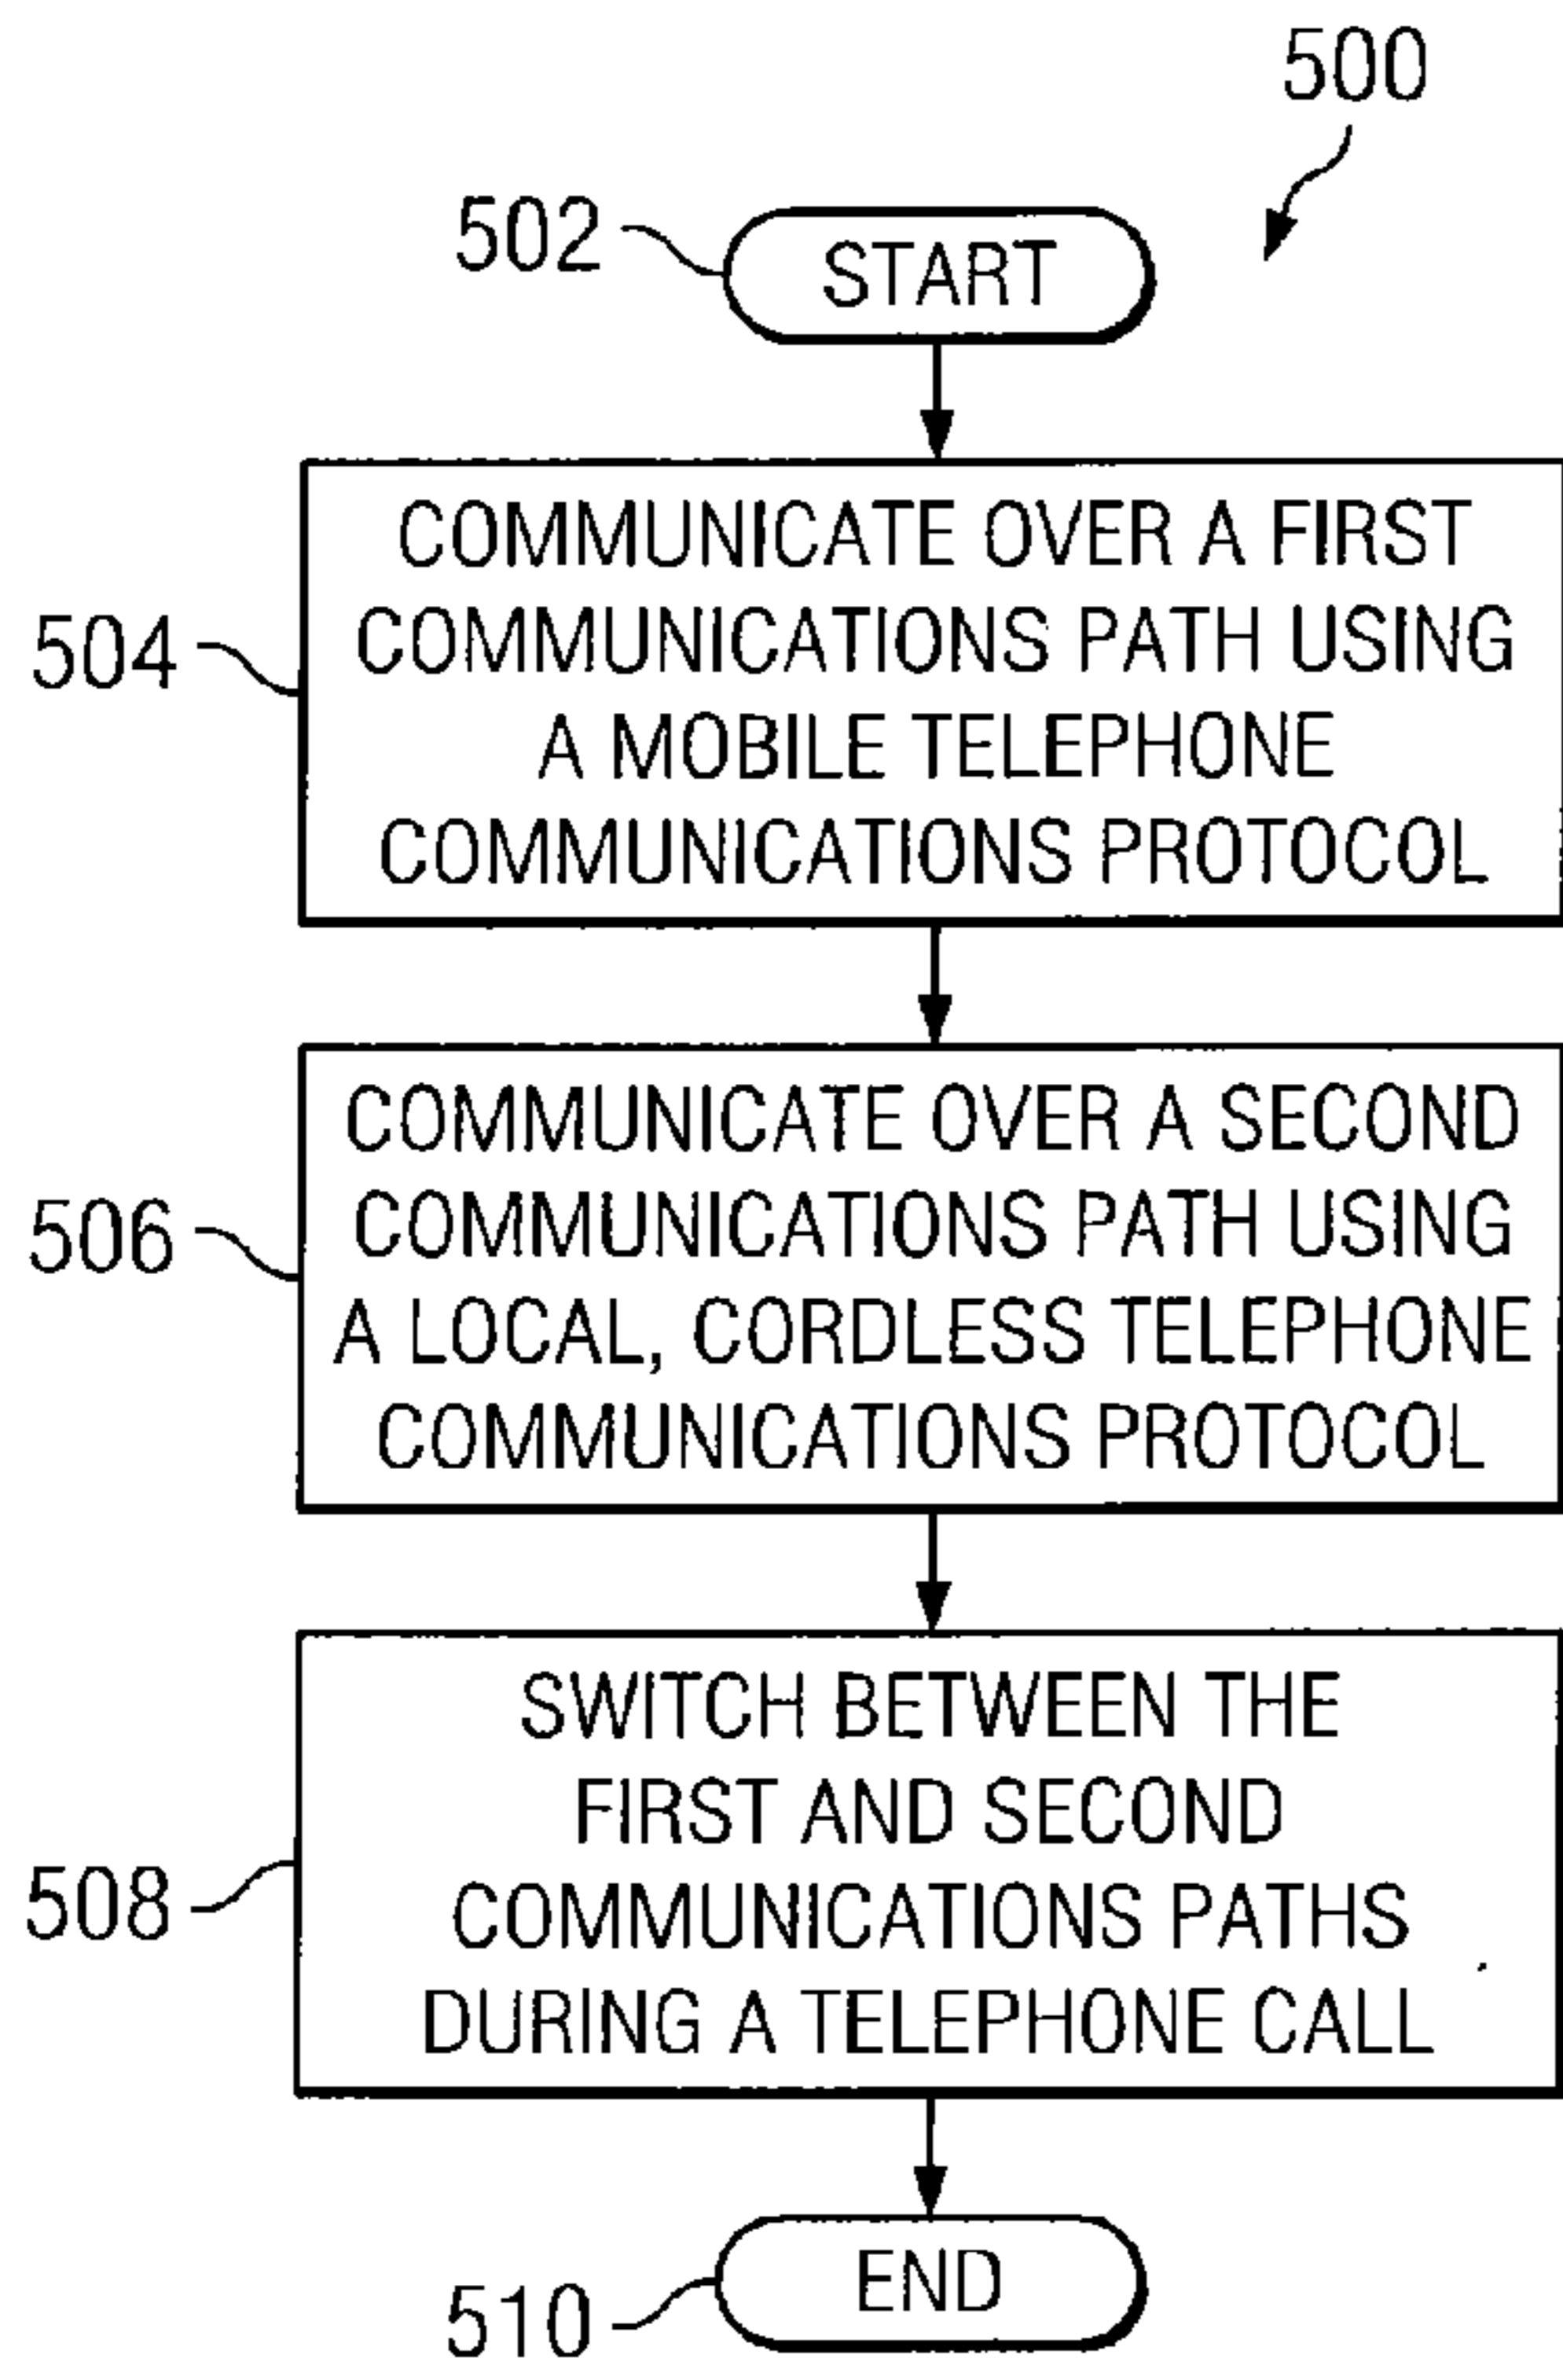 500
502
START
504
COMMUNICATE OVER A FIRST
COMMUNICATIONS PATH USING
A MOBILE TELEPHONE
COMMUNICATIONS PROTOCOL
506
COMMUNICATE OVER A SECOND
COMMUNICATIONS PATH USING
A LOCAL, CORDLESS TELEPHONE
COMMUNICATIONS PROTOCOL
508
SWITCH BETWEEN THE
FIRST AND SECOND
COMMUNICATIONS PATHS
DURING A TELEPHONE CALL
510
END